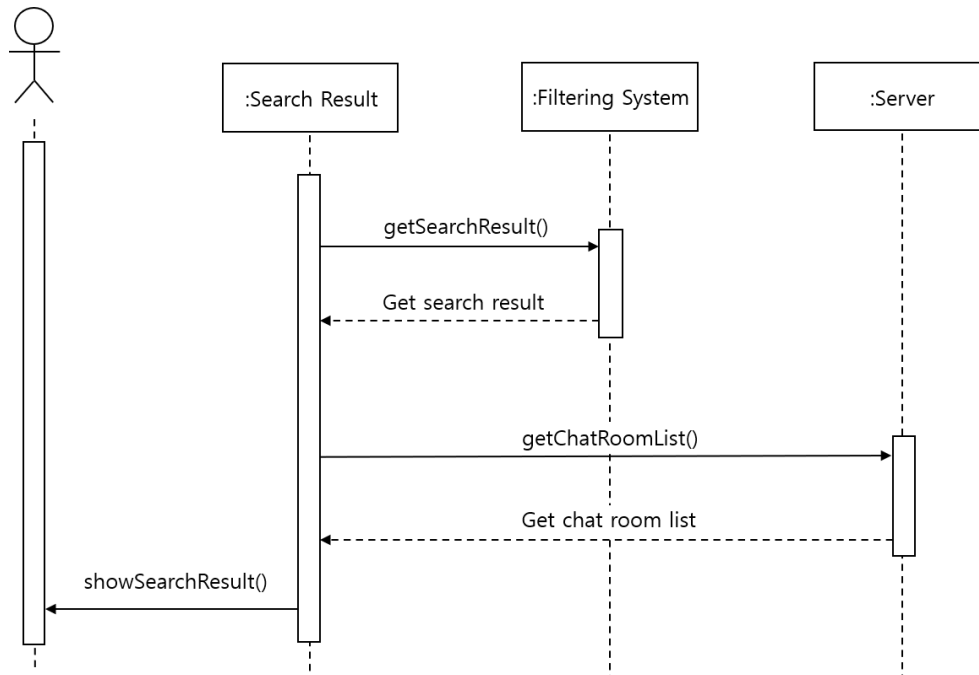 :Search Result
:Filtering System
:Server
getSearchResult()
Get search result
getChatRoomList()
Get chat room list
showSearchResult()